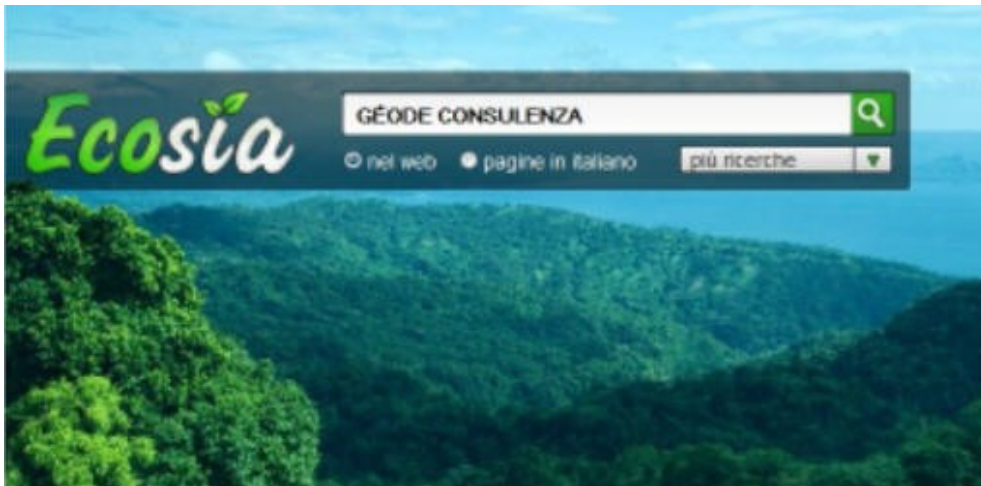 Ecosia
GÉODE CONSULENZA
nel web pagine in italiano più ricerche